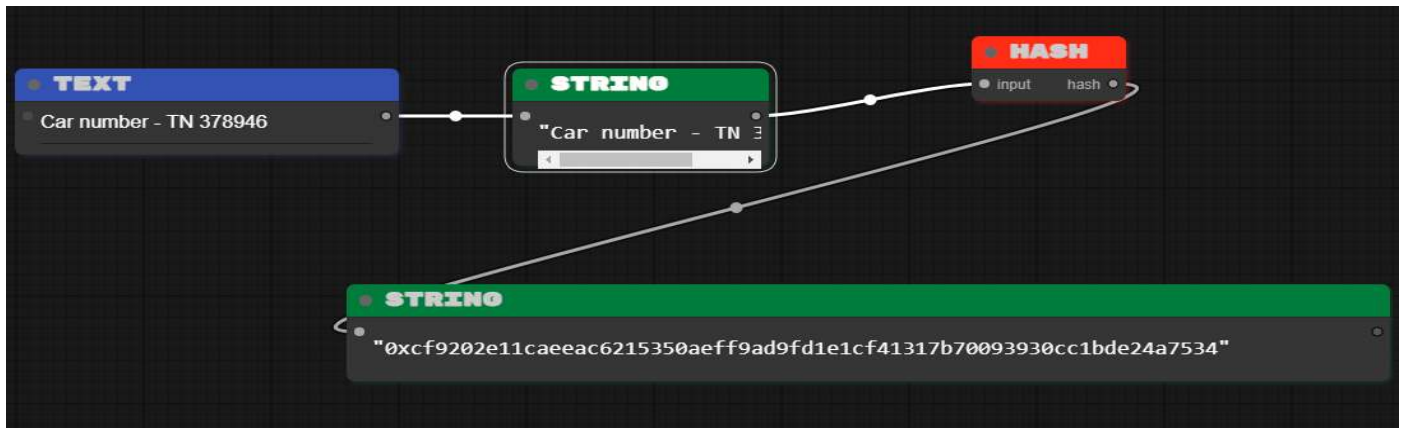 TEXT
Car number - TN 378946
STRING
"Car number - TN 3
HASH
input hash
STRING
"0xcf9202e11caeeac6215350aeff9ad9fd1e1cf41317b70093930cc1bde24a7534"